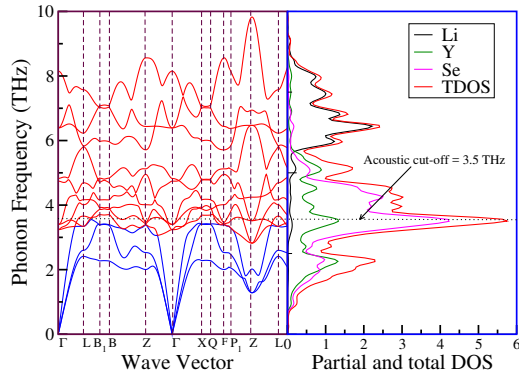 Phonon Frequency (THz)
10
8
6
4
2
0
Γ L B1 B Z Γ X Q F P1 Z L
Wave Vector
Li
Y
Se
TDOS
Acoustic cut-off = 3.5 THz
0 1 2 3 4 5 6
Partial and total DOS